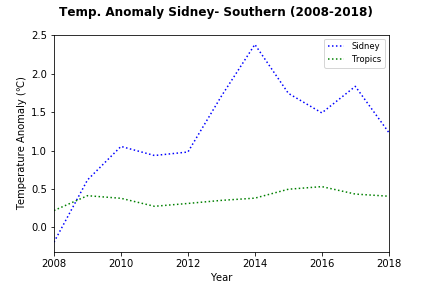 Temp. Anomaly Sidney- Southern (2008-2018)
Sidney
Tropics
Temperature Anomaly (°C)
2.5
2.0
1.5
1.0
0.5
0.0
2008 2010 2012 2014 2016 2018
Year